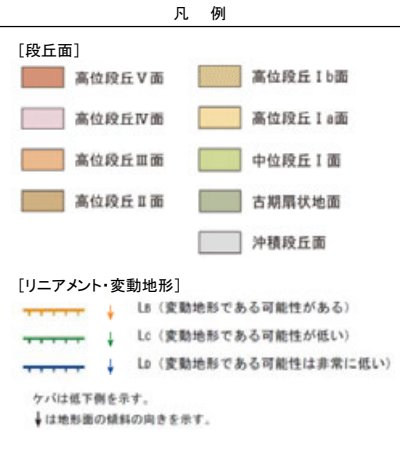 凡 例
[段丘面]
高位段丘Ⅴ面
高位段丘Ⅳ面
高位段丘Ⅲ面
高位段丘Ⅱ面
高位段丘Ⅰb面
高位段丘Ⅰa面
中位段丘Ⅰ面
古期扇状地面
沖積段丘面
[リニアメント・変動地形]
LB（変動地形である可能性がある）
LC（変動地形である可能性が低い）
LD（変動地形である可能性は非常に低い）
ケバは低下側を示す。
↓は地形面の傾斜の向きを示す。